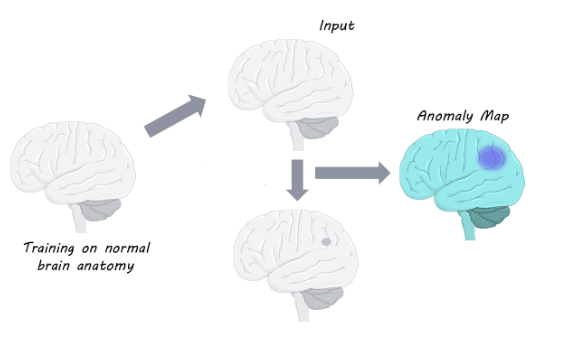 Input
Anomaly Map
Training on normal
brain anatomy